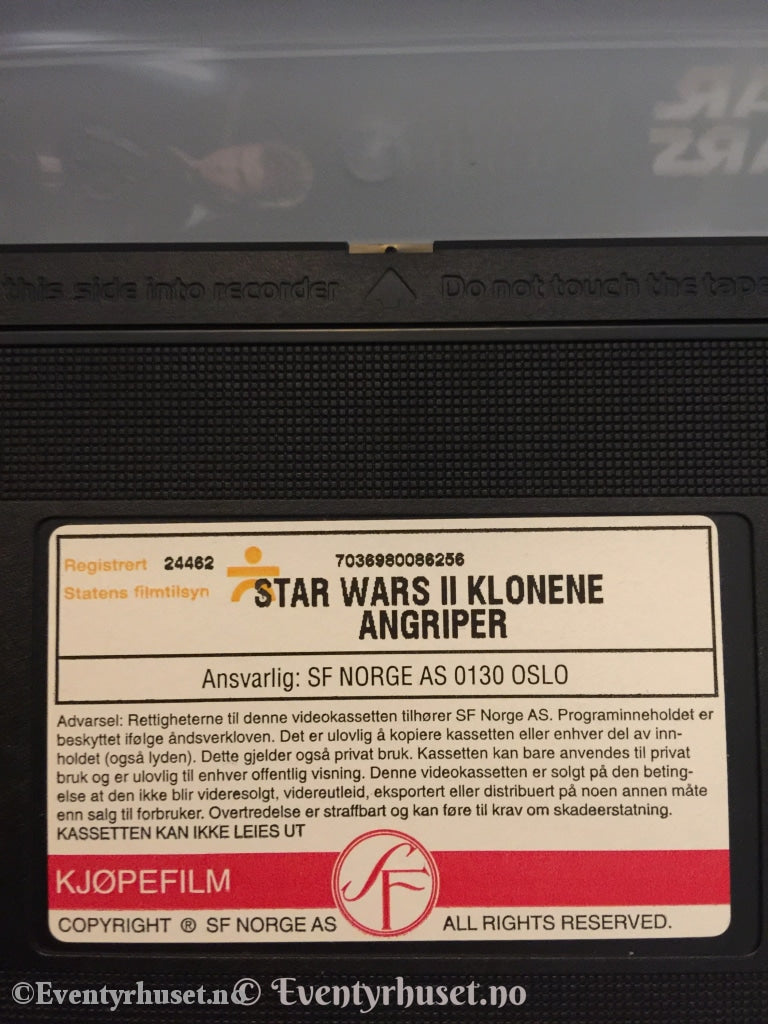 AR
ARS
this side into recorder Do not touch the tape
Registrert 24462 7036980086256
Statens filmtilsyn
STAR WARS II KLONENE
ANGRIPER
Ansvarlig: SF NORGE AS 0130 OSLO
Advarsel: Rettigheterne til denne videokassetten tilhører SF Norge AS. Programinneholdet er
beskyttet ifølge åndsverkloven. Det er ulovlig å kopiere kassetten eller enhver del av inn-
holdet (også lyden). Dette gjelder også privat bruk. Kassetten kan bare anvendes til privat
bruk og er ulovlig til enhver offentlig visning. Denne videokassetten er solgt på den beting-
else at den ikke blir videresolgt, videreutleid, eksportert eller distribuert på noen annen måte
enn salg til forbruker. Overtredelse er straffbart og kan føre til krav om skadeerstatning.
KASSETTEN KAN IKKE LEIES UT
KJØPEFILM
SF
COPYRIGHT ® SF NORGE AS ALL RIGHTS RESERVED.
©Eventyrhuset.no © Eventyrhuset.no